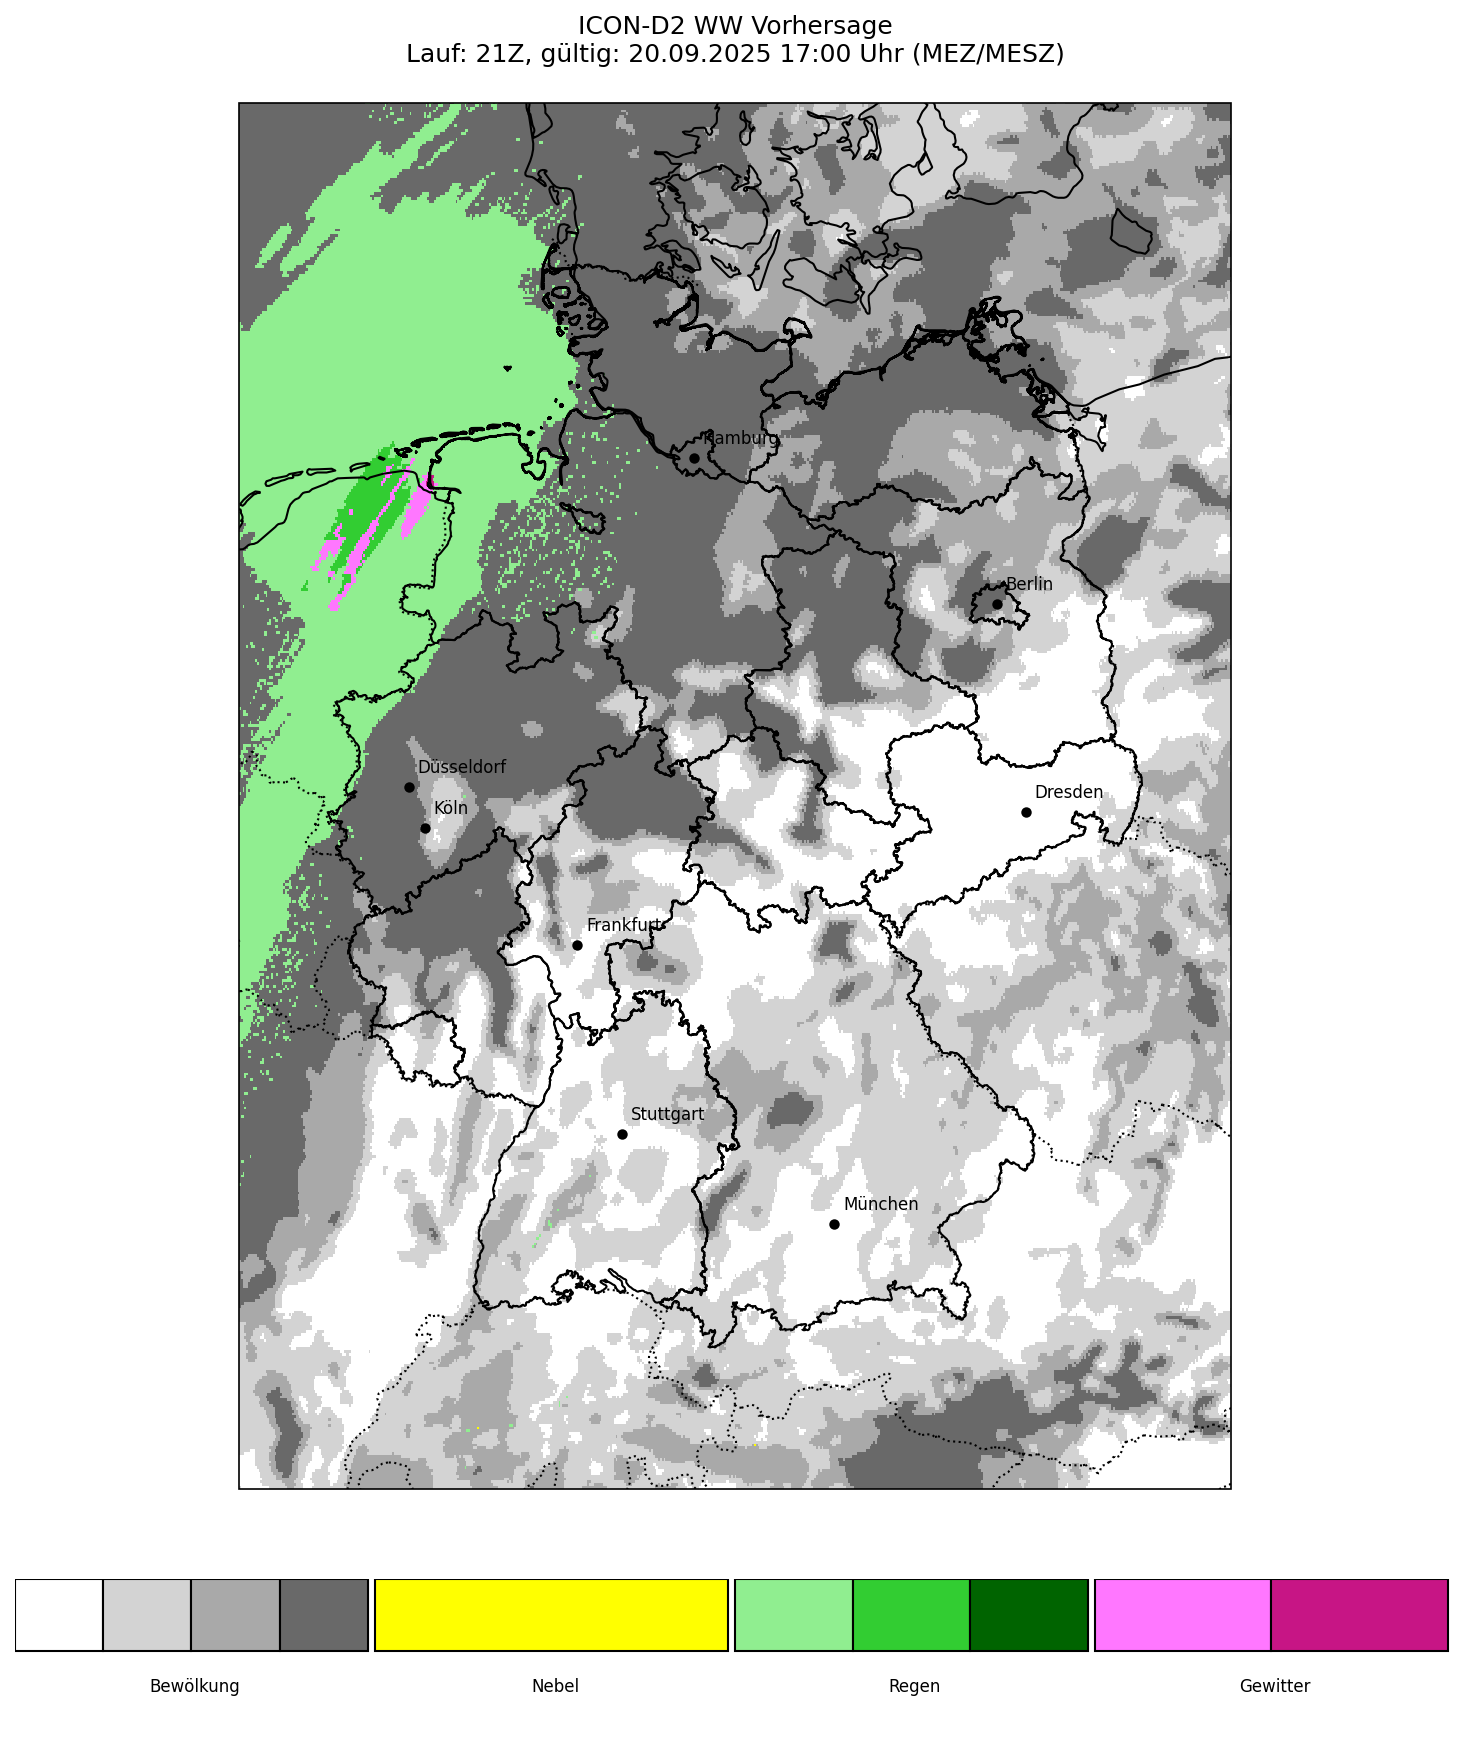 ICON-D2 WW Vorhersage
Lauf: 21Z, gültig: 20.09.2025 17:00 Uhr (MEZ/MESZ)
Hamburg
Berlin
Düsseldorf
Köln
Dresden
Frankfurt
Stuttgart
München
Bewölkung
Nebel
Regen
Gewitter